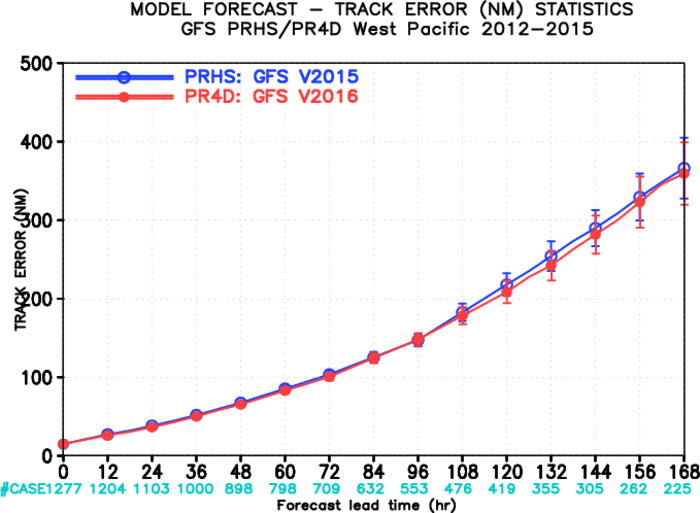 MODEL FORECAST − TRACK ERROR (NM) STATISTICS
GFS PRHS/PR4D West Pacific 2012−2015
PRHS: GFS V2015
PR4D: GFS V2016
TRACK ERROR (NM)
500
400
300
200
100
0
0 12 24 36 48 60 72 84 96 108 120 132 144 156 168
#CASE1277 1204 1103 1000 898 798 709 632 553 476 419 355 305 262 225
Forecast lead time (hr)